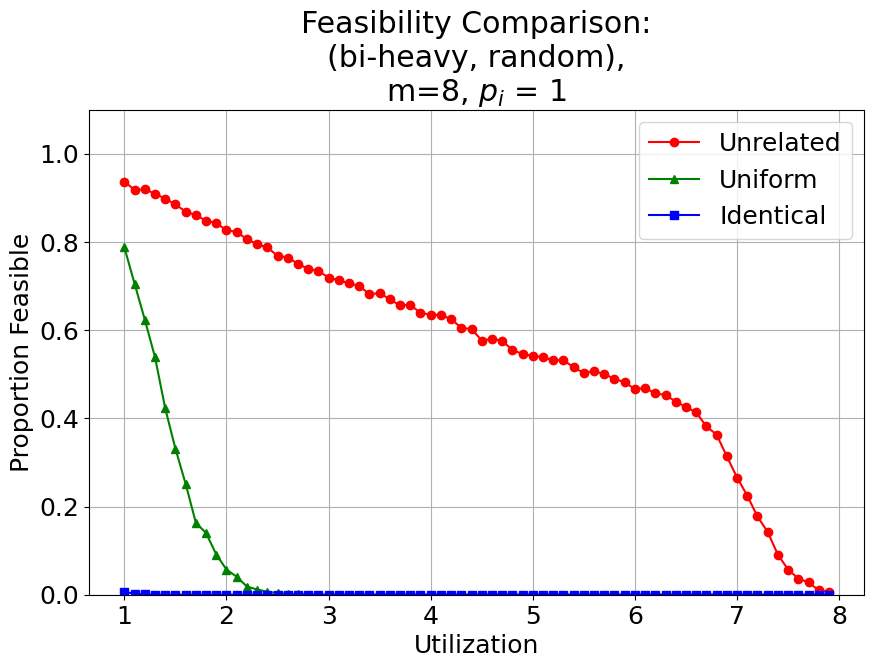 Feasibility Comparison:
(bi-heavy, random),
m=8, $p_i$ = 1
Unrelated
Uniform
Identical
Proportion Feasible
1.0
0.8
0.6
0.4
0.2
0.0
1 2 3 4 5 6 7 8
Utilization